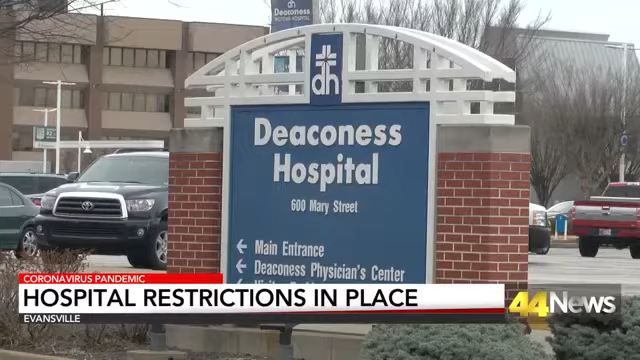 Deaconess
dh
Deaconess
Hospital
600 Mary Street
← Main Entrance
← Deaconess Physician's Center
CORONAVIRUS PANDEMIC
HOSPITAL RESTRICTIONS IN PLACE
44News
EVANSVILLE